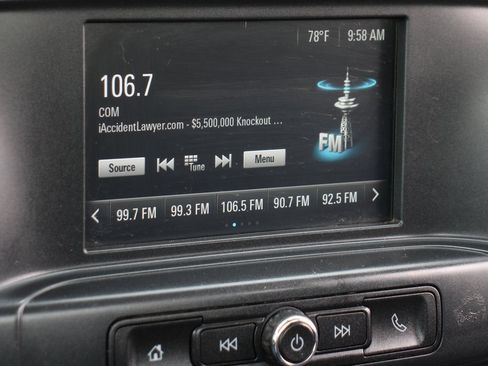 78°F 9:58 AM
106.7
COM
iAccidentLawyer.com - $5,500,000 Knockout ...
FM
Source Tune Menu
99.7 FM 99.3 FM 106.5 FM 90.7 FM 92.5 FM